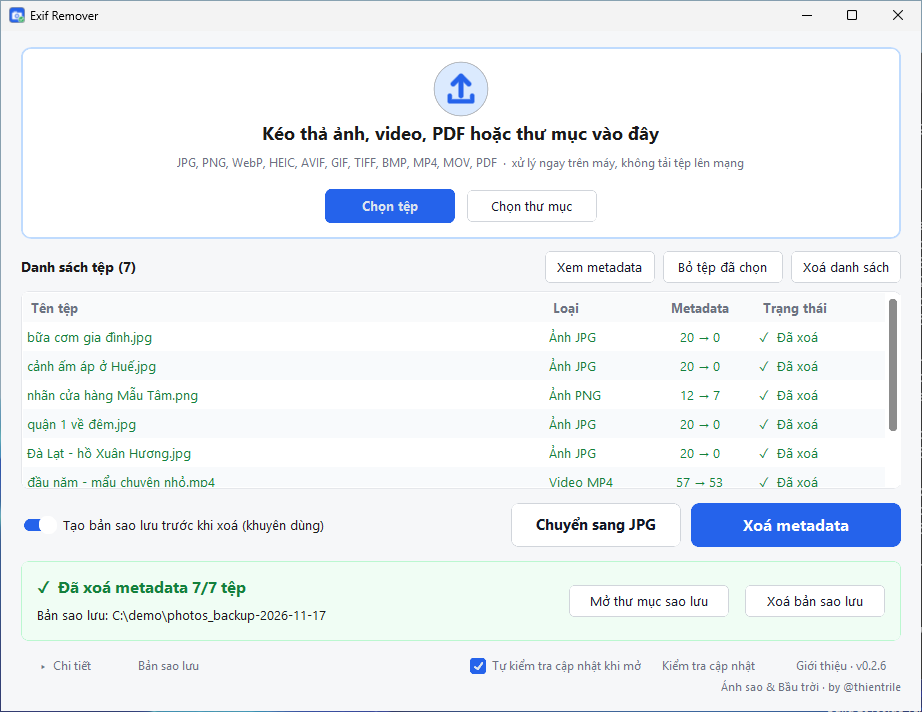 Exif Remover
Kéo thả ảnh, video, PDF hoặc thư mục vào đây
JPG, PNG, WebP, HEIC, AVIF, GIF, TIFF, BMP, MP4, MOV, PDF · xử lý ngay trên máy, không tải tệp lên mạng
Chọn tệp Chọn thư mục
Danh sách tệp (7) Xem metadata Bỏ tệp đã chọn Xoá danh sách
Tên tệp Loại Metadata Trạng thái
bữa cơm gia đình.jpg Ảnh JPG 20 → 0 ✓ Đã xoá
cảnh ấm áp ở Huế.jpg Ảnh JPG 20 → 0 ✓ Đã xoá
nhãn cửa hàng Mẫu Tâm.png Ảnh PNG 12 → 7 ✓ Đã xoá
quận 1 về đêm.jpg Ảnh JPG 20 → 0 ✓ Đã xoá
Đà Lạt - hồ Xuân Hương.jpg Ảnh JPG 20 → 0 ✓ Đã xoá
đầu năm - mẩu chuyện nhỏ.mp4 Video MP4 57 → 53 ✓ Đã xoá
Tạo bản sao lưu trước khi xoá (khuyên dùng) Chuyển sang JPG Xoá metadata
✓ Đã xoá metadata 7/7 tệp
Bản sao lưu: C:\demo\photos_backup-2026-11-17 Mở thư mục sao lưu Xoá bản sao lưu
▸ Chi tiết Bản sao lưu Tự kiểm tra cập nhật khi mở Kiểm tra cập nhật Giới thiệu · v0.2.6
Ánh sao & Bầu trời · by @thientrile